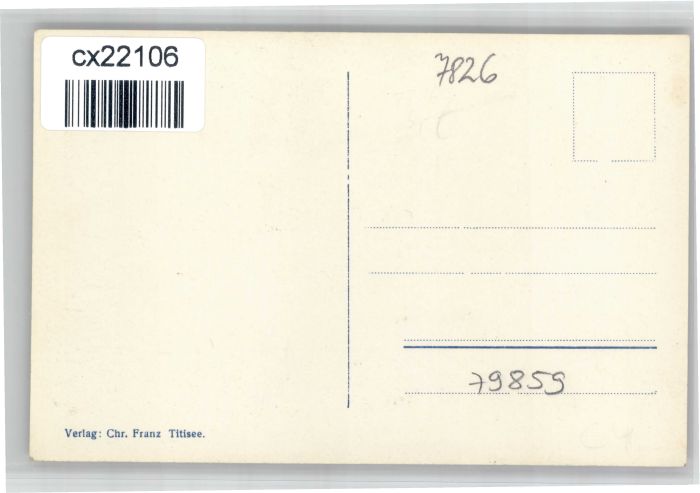 cx22106
7826
79859
Verlag: Chr. Franz Titisee.